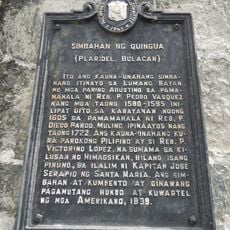 SIMBAHAN NG QUINGUA
(PLARIDEL, BULACAN)
ITO ANG KAUNA-UNAHANG SIMBA-
HANG ITINAYO SA LUMANG BAYAN
NG MGA PARING AGUSTINO SA PAMA-
MAHALA NI REB. P. PEDRO VASQUEZ
NANG MGA TAONG 1580-1595 INI-
LIPAT DITO SA KABAYANAN NOONG
1605 SA PAMAMAHALA NI REB. P.
DIEGO PARDO. MULING IPINAAYOS NANG
TAONG 1722. ANG KAUNA-UNAHANG KU-
RA PAROKONG PILIPINO AY SI REB. P.
VICTORINO LOPEZ, NA SUMAMA SA KI-
LUSAN NG HIMAGSIKAN, BILANG ISANG
PINUNO, SA ILALIM NI KAPITAN JOSE
SERAPIO NG SANTA MARIA. ANG SIM-
BAHAN AT KUMBENTO AY GINAWANG
PAGAMUTANG HUKBO AT KUWARTEL
NG MGA AMERIKANO,